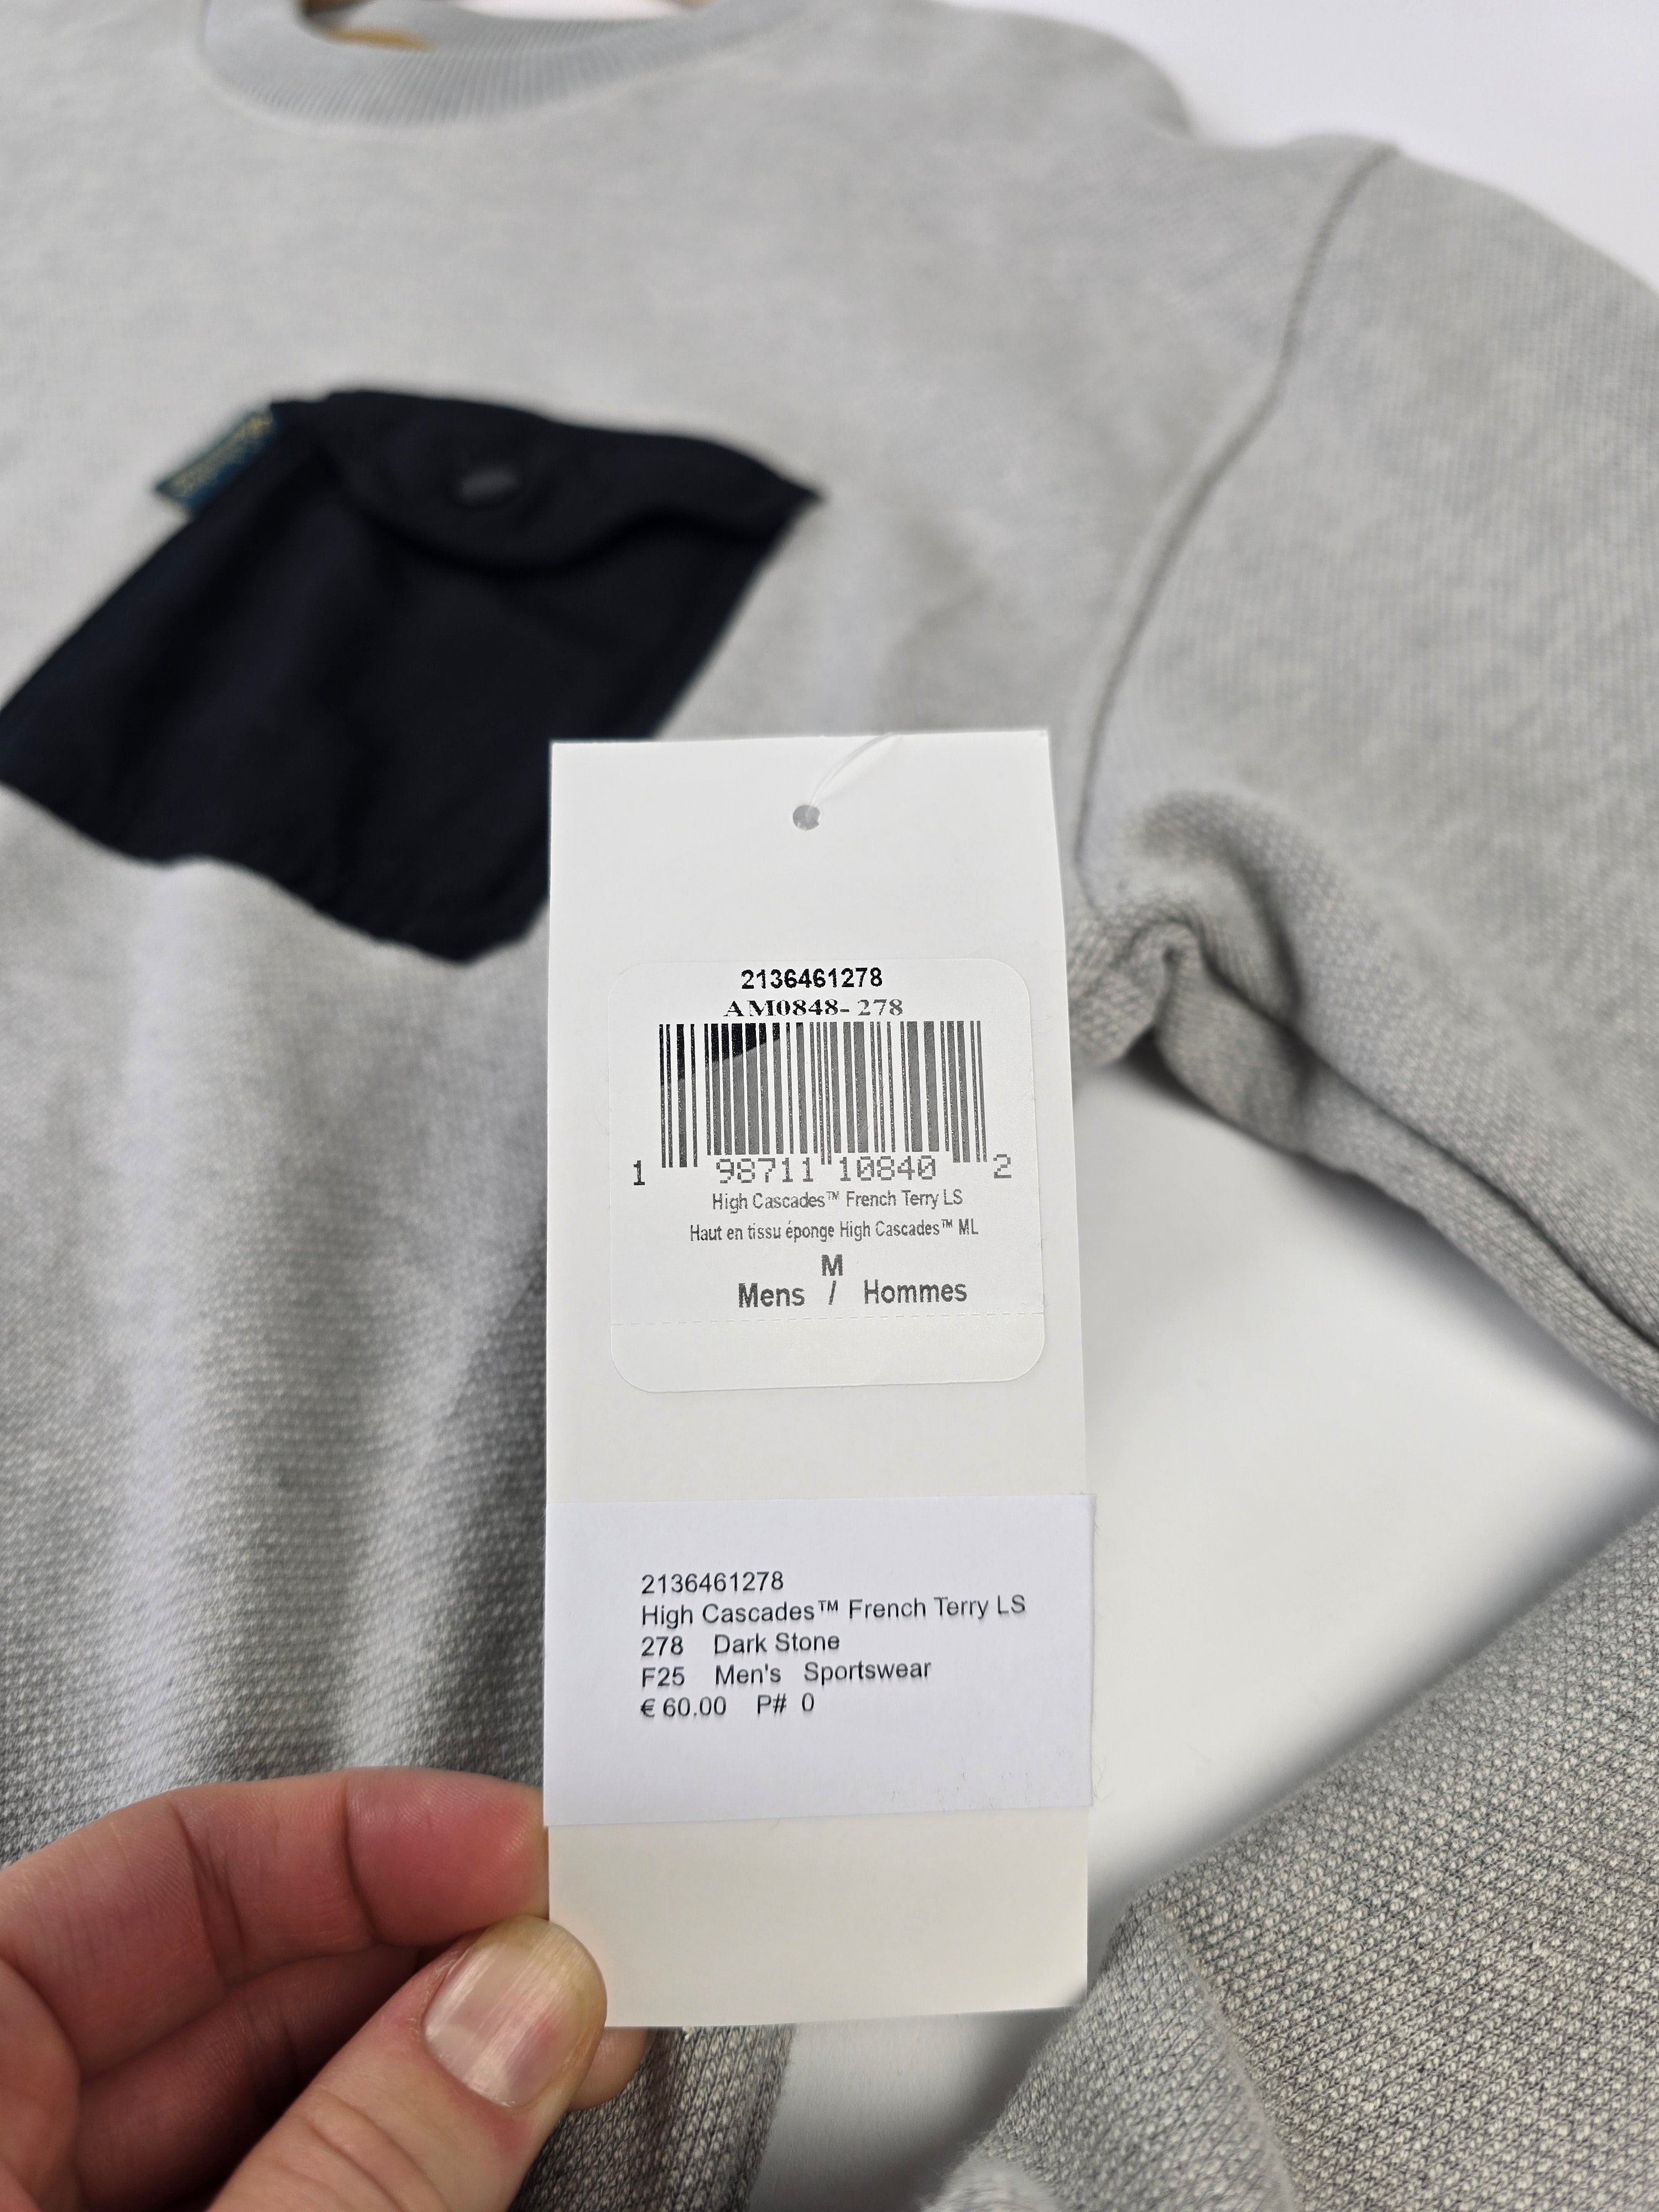 2136461278
AM0848-278
1 98711 10840 2
High Cascades™ French Terry LS
Haut en tissu éponge High Cascades™ ML
M
Mens / Hommes
2136461278
High Cascades™ French Terry LS
278 Dark Stone
F25 Men's Sportswear
€ 60.00 P# 0